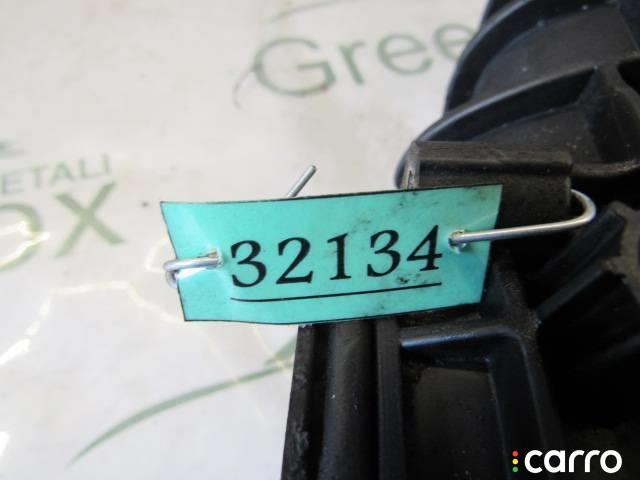 Gree
ETALI
OX
32134
carro